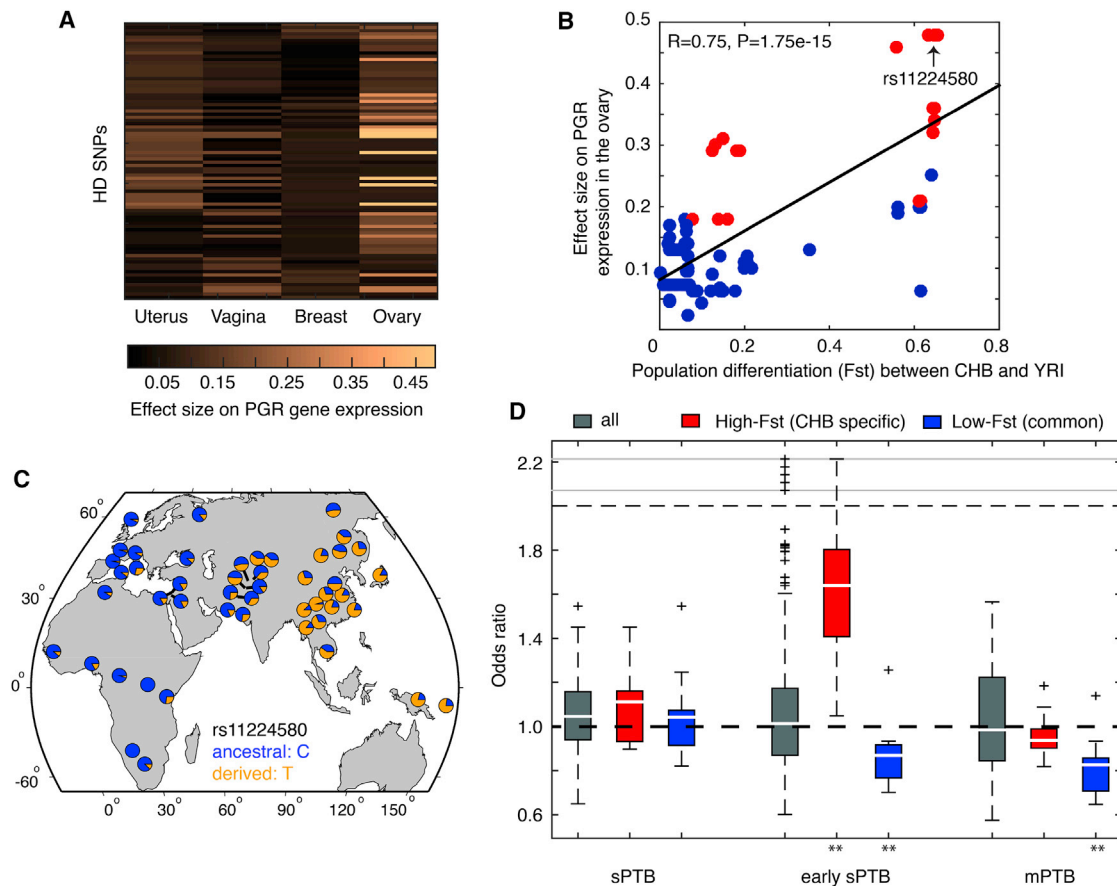 A
HD SNPs
Uterus Vagina Breast Ovary
0.05 0.15 0.25 0.35 0.45
Effect size on PGR gene expression
B
R=0.75, P=1.75e-15
rs11224580
Effect size on PGR
expression in the ovary
0.5
0.4
0.3
0.2
0.1
0 0.2 0.4 0.6 0.8
Population differentiation (Fst) between CHB and YRI
C
60°
30°
0°
-60°
rs11224580
ancestral: C
derived: T
0° 30° 60° 90° 120° 150°
D
all High-Fst (CHB specific) Low-Fst (common)
Odds ratio
2.2
1.8
1.4
1.0
0.6
** ** **
sPTB early sPTB mPTB